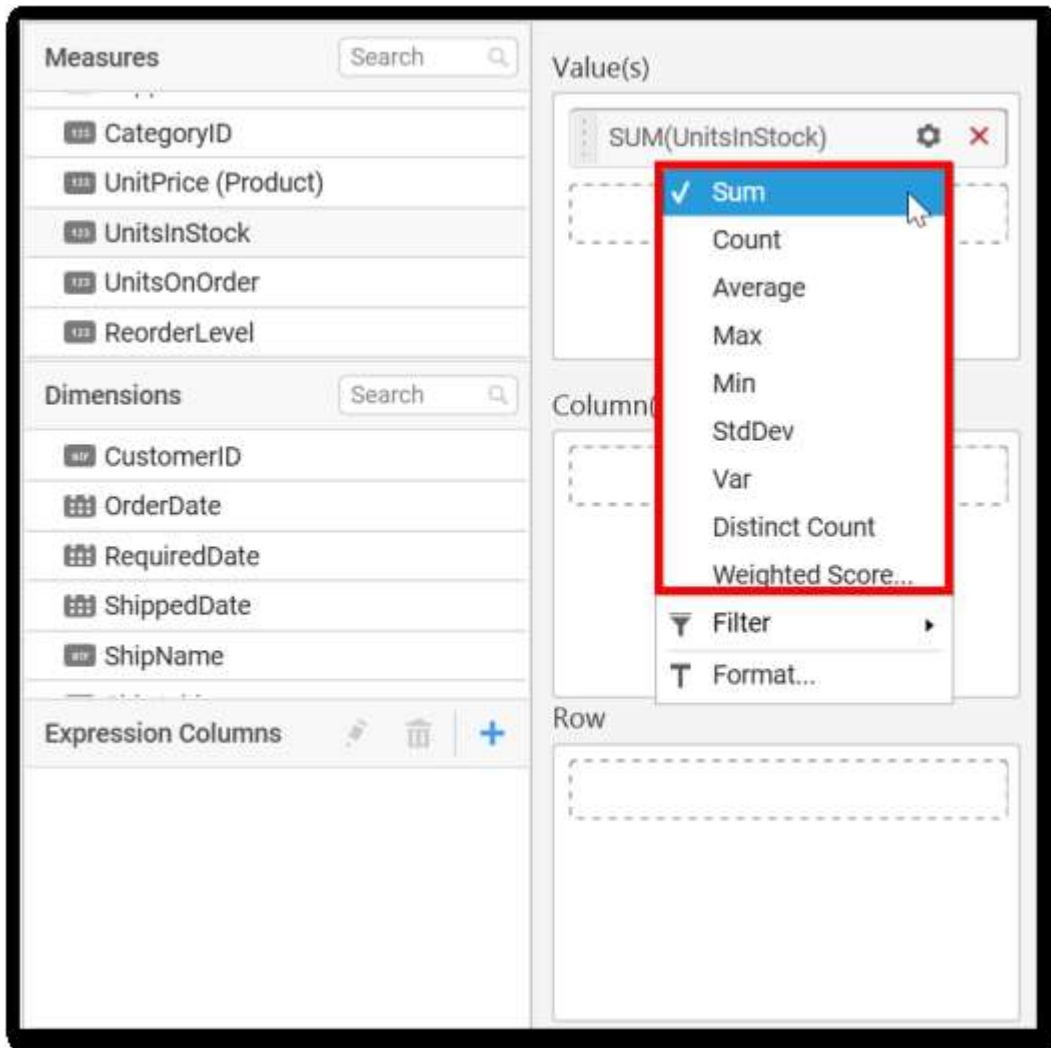 Measures
Search
CategoryID
UnitPrice (Product)
UnitsInStock
UnitsOnOrder
ReorderLevel
Dimensions
Search
CustomerID
OrderDate
RequiredDate
ShippedDate
ShipName
Expression Columns
Value(s)
SUM(UnitsInStock)
Sum
Count
Average
Max
Min
StdDev
Var
Distinct Count
Weighted Score...
Filter
Format...
Column(
Row